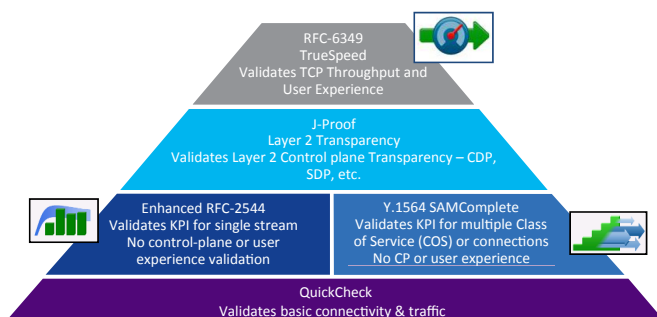 RFC-6349
TrueSpeed
Validates TCP Throughput and
User Experience
J-Proof
Layer 2 Transparency
Validates Layer 2 Control plane Transparency – CDP,
SDP, etc.
Enhanced RFC-2544
Validates KPI for single stream
No control-plane or user
experience validation
Y.1564 SAMComplete
Validates KPI for multiple Class
of Service (COS) or connections
No CP or user experience
QuickCheck
Validates basic connectivity & traffic